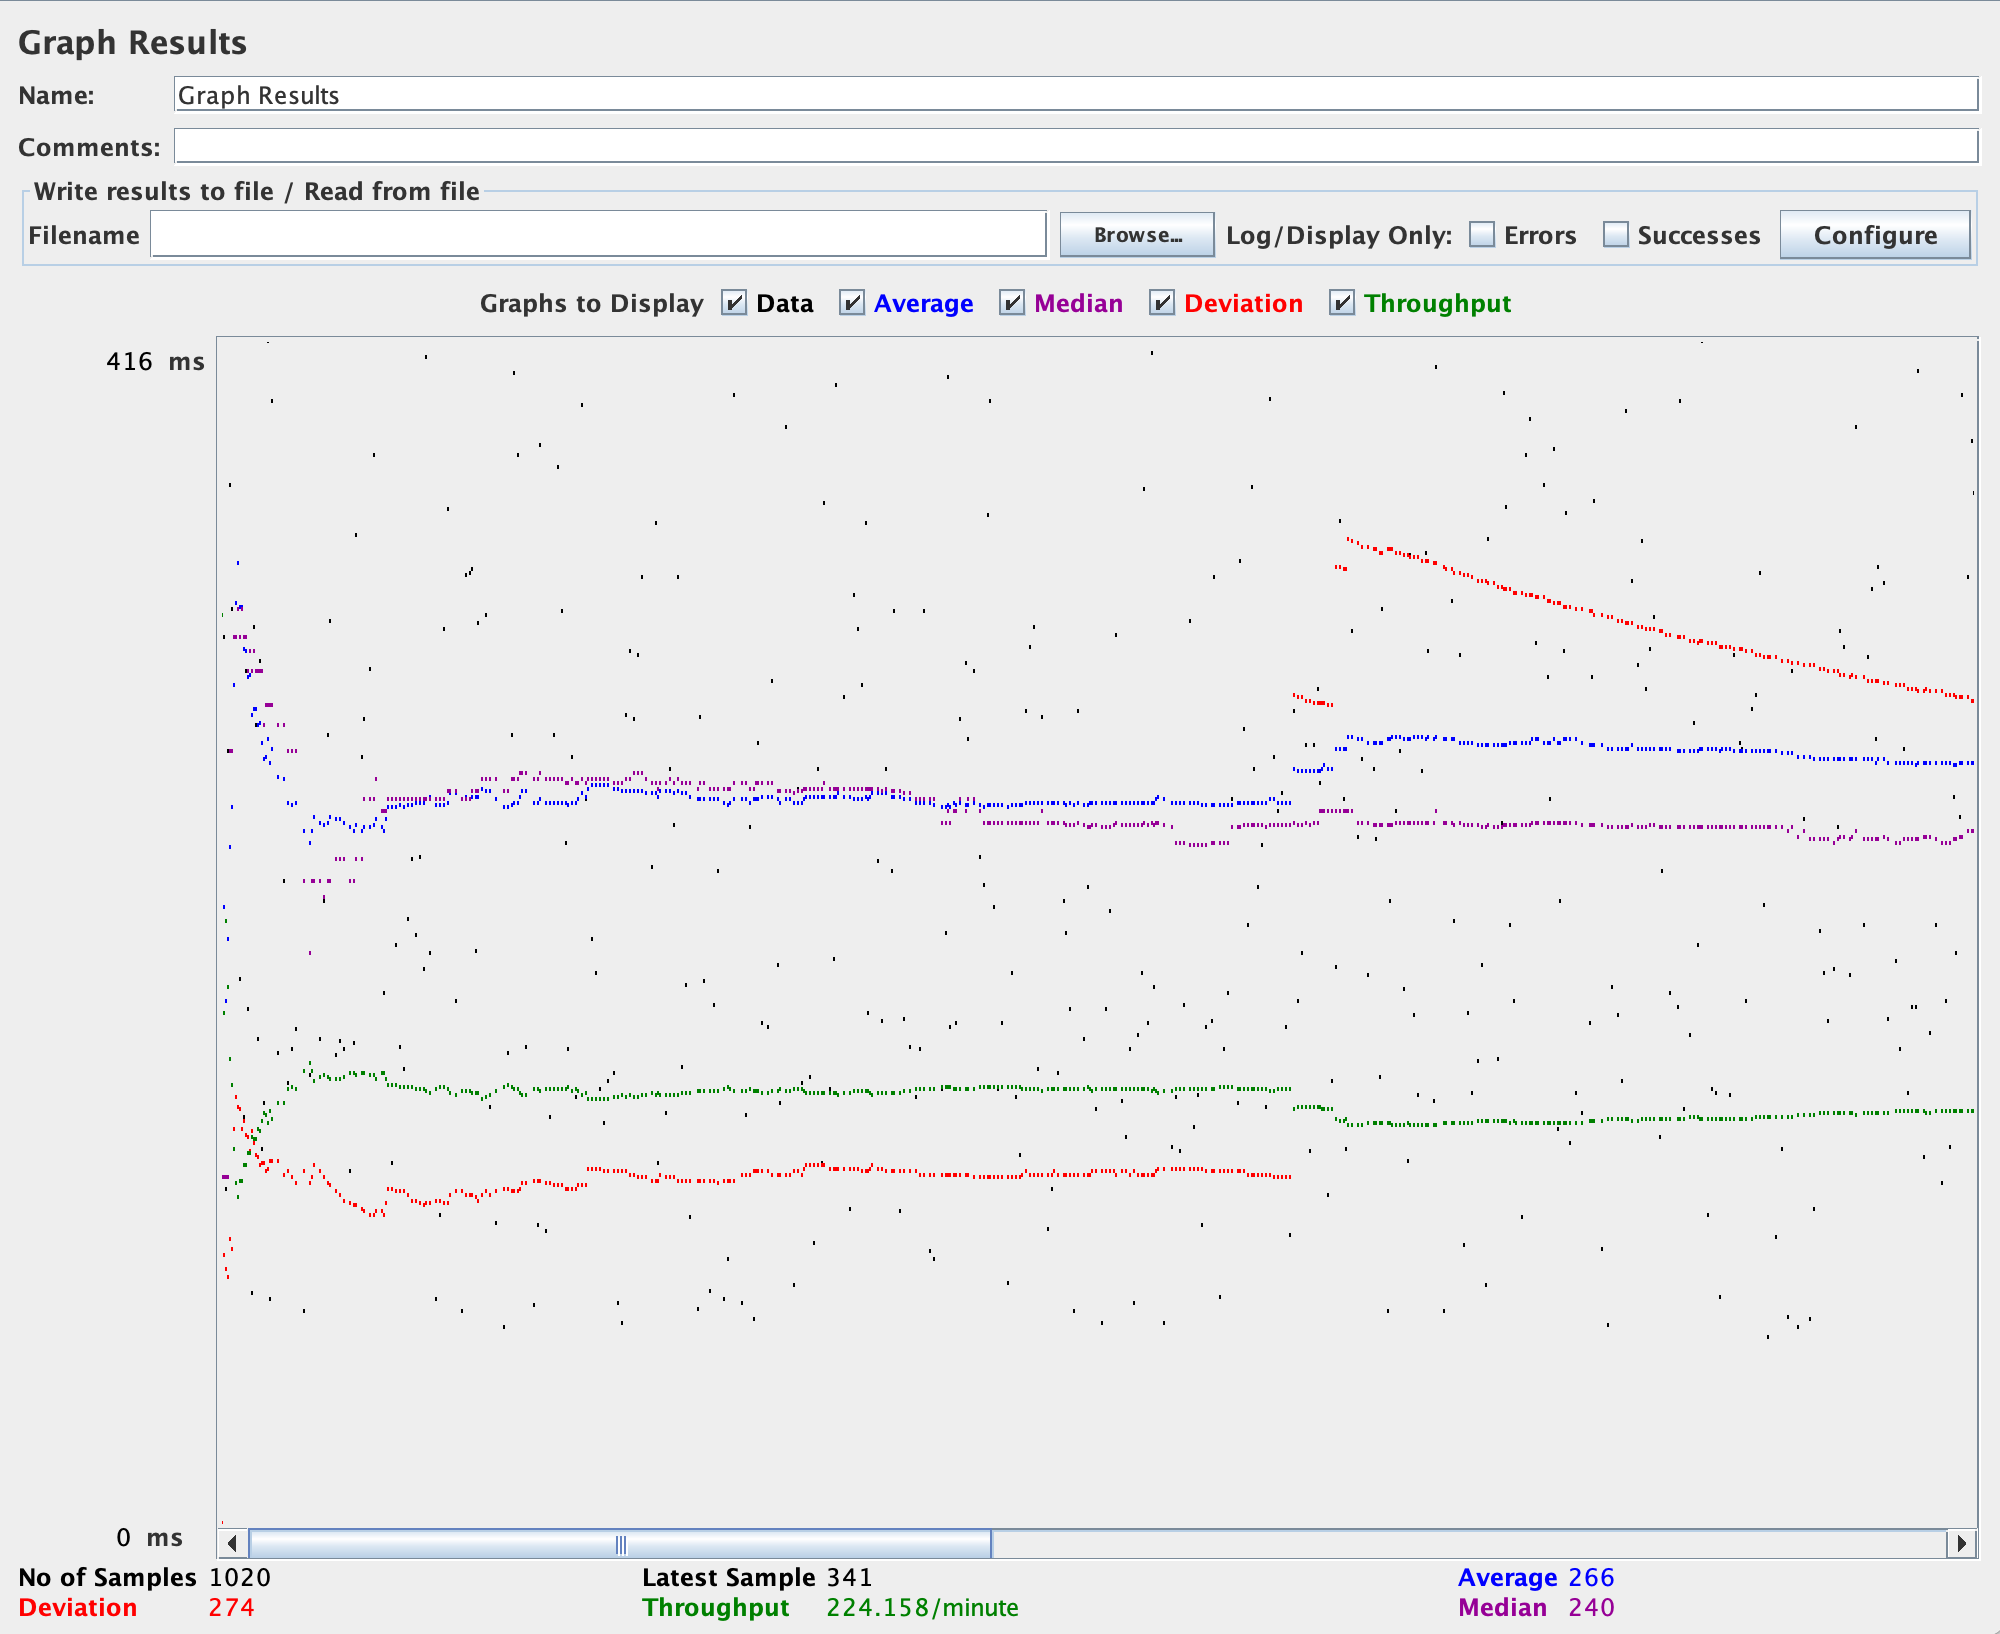 Graph Results
Name: Graph Results
Comments:
Write results to file / Read from file
Filename Browse... Log/Display Only: Errors Successes Configure
Graphs to Display Data Average Median Deviation Throughput
416 ms
0 ms
No of Samples 1020 Latest Sample 341 Average 266
Deviation 274 Throughput 224.158/minute Median 240